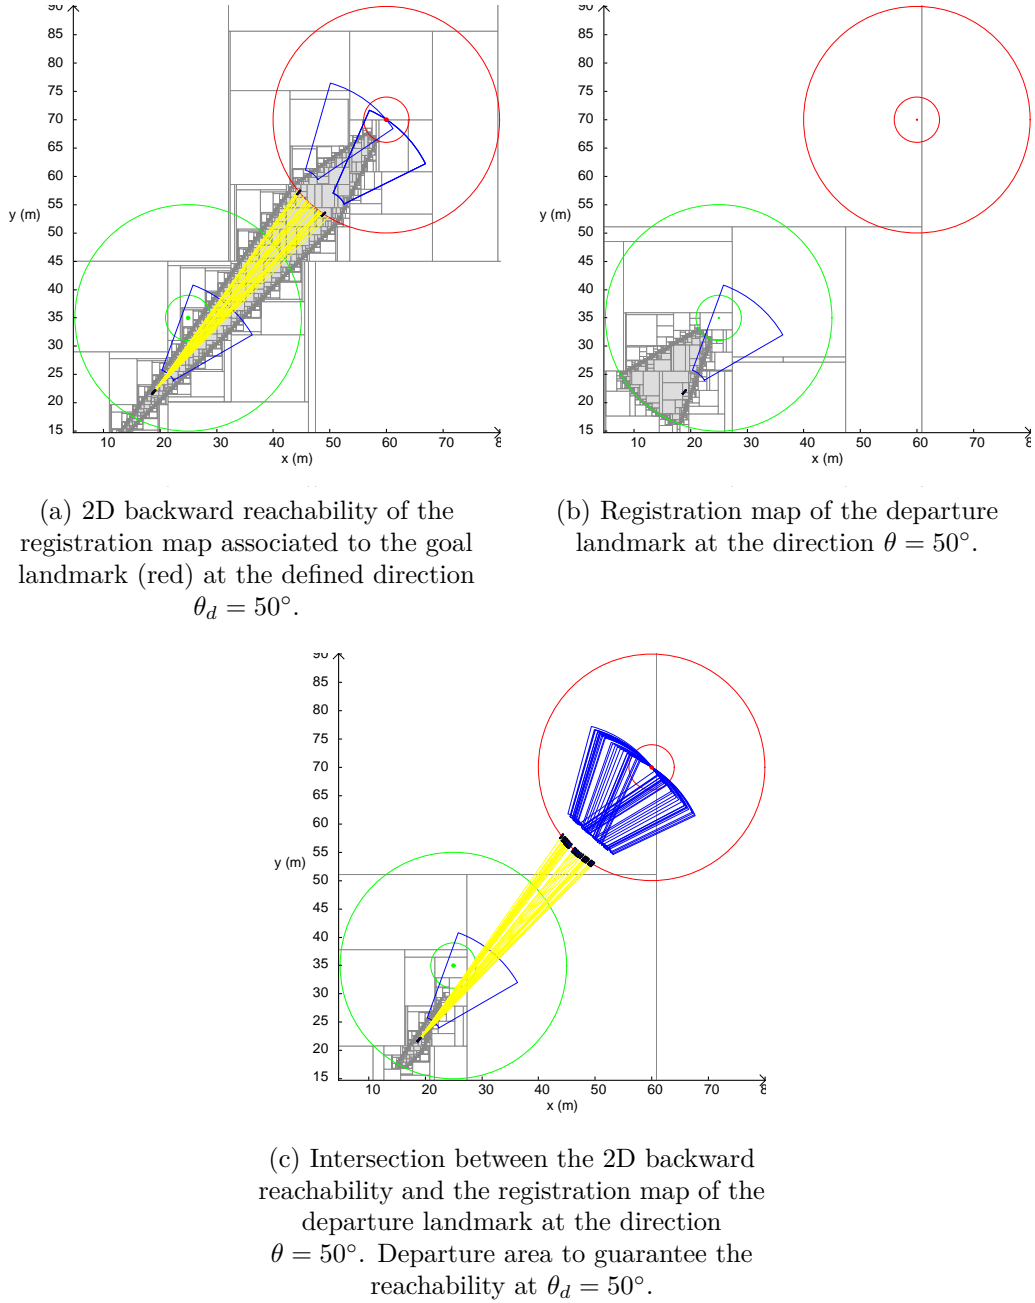 90
85
80
75
70
65
60
y (m)
55
50
45
40
35
30
25
20
15
10 20 30 40 50 60 70 8
x (m)
90
85
80
75
70
65
60
y (m)
55
50
45
40
35
30
25
20
15
10 20 30 40 50 60 70 8
x (m)
(a) 2D backward reachability of the
registration map associated to the goal
landmark (red) at the defined direction
θ_d = 50°.
(b) Registration map of the departure
landmark at the direction θ = 50°.
90
85
80
75
70
65
60
y (m)
55
50
45
40
35
30
25
20
15
10 20 30 40 50 60 70 8
x (m)
(c) Intersection between the 2D backward
reachability and the registration map of the
departure landmark at the direction
θ = 50°. Departure area to guarantee the
reachability at θ_d = 50°.